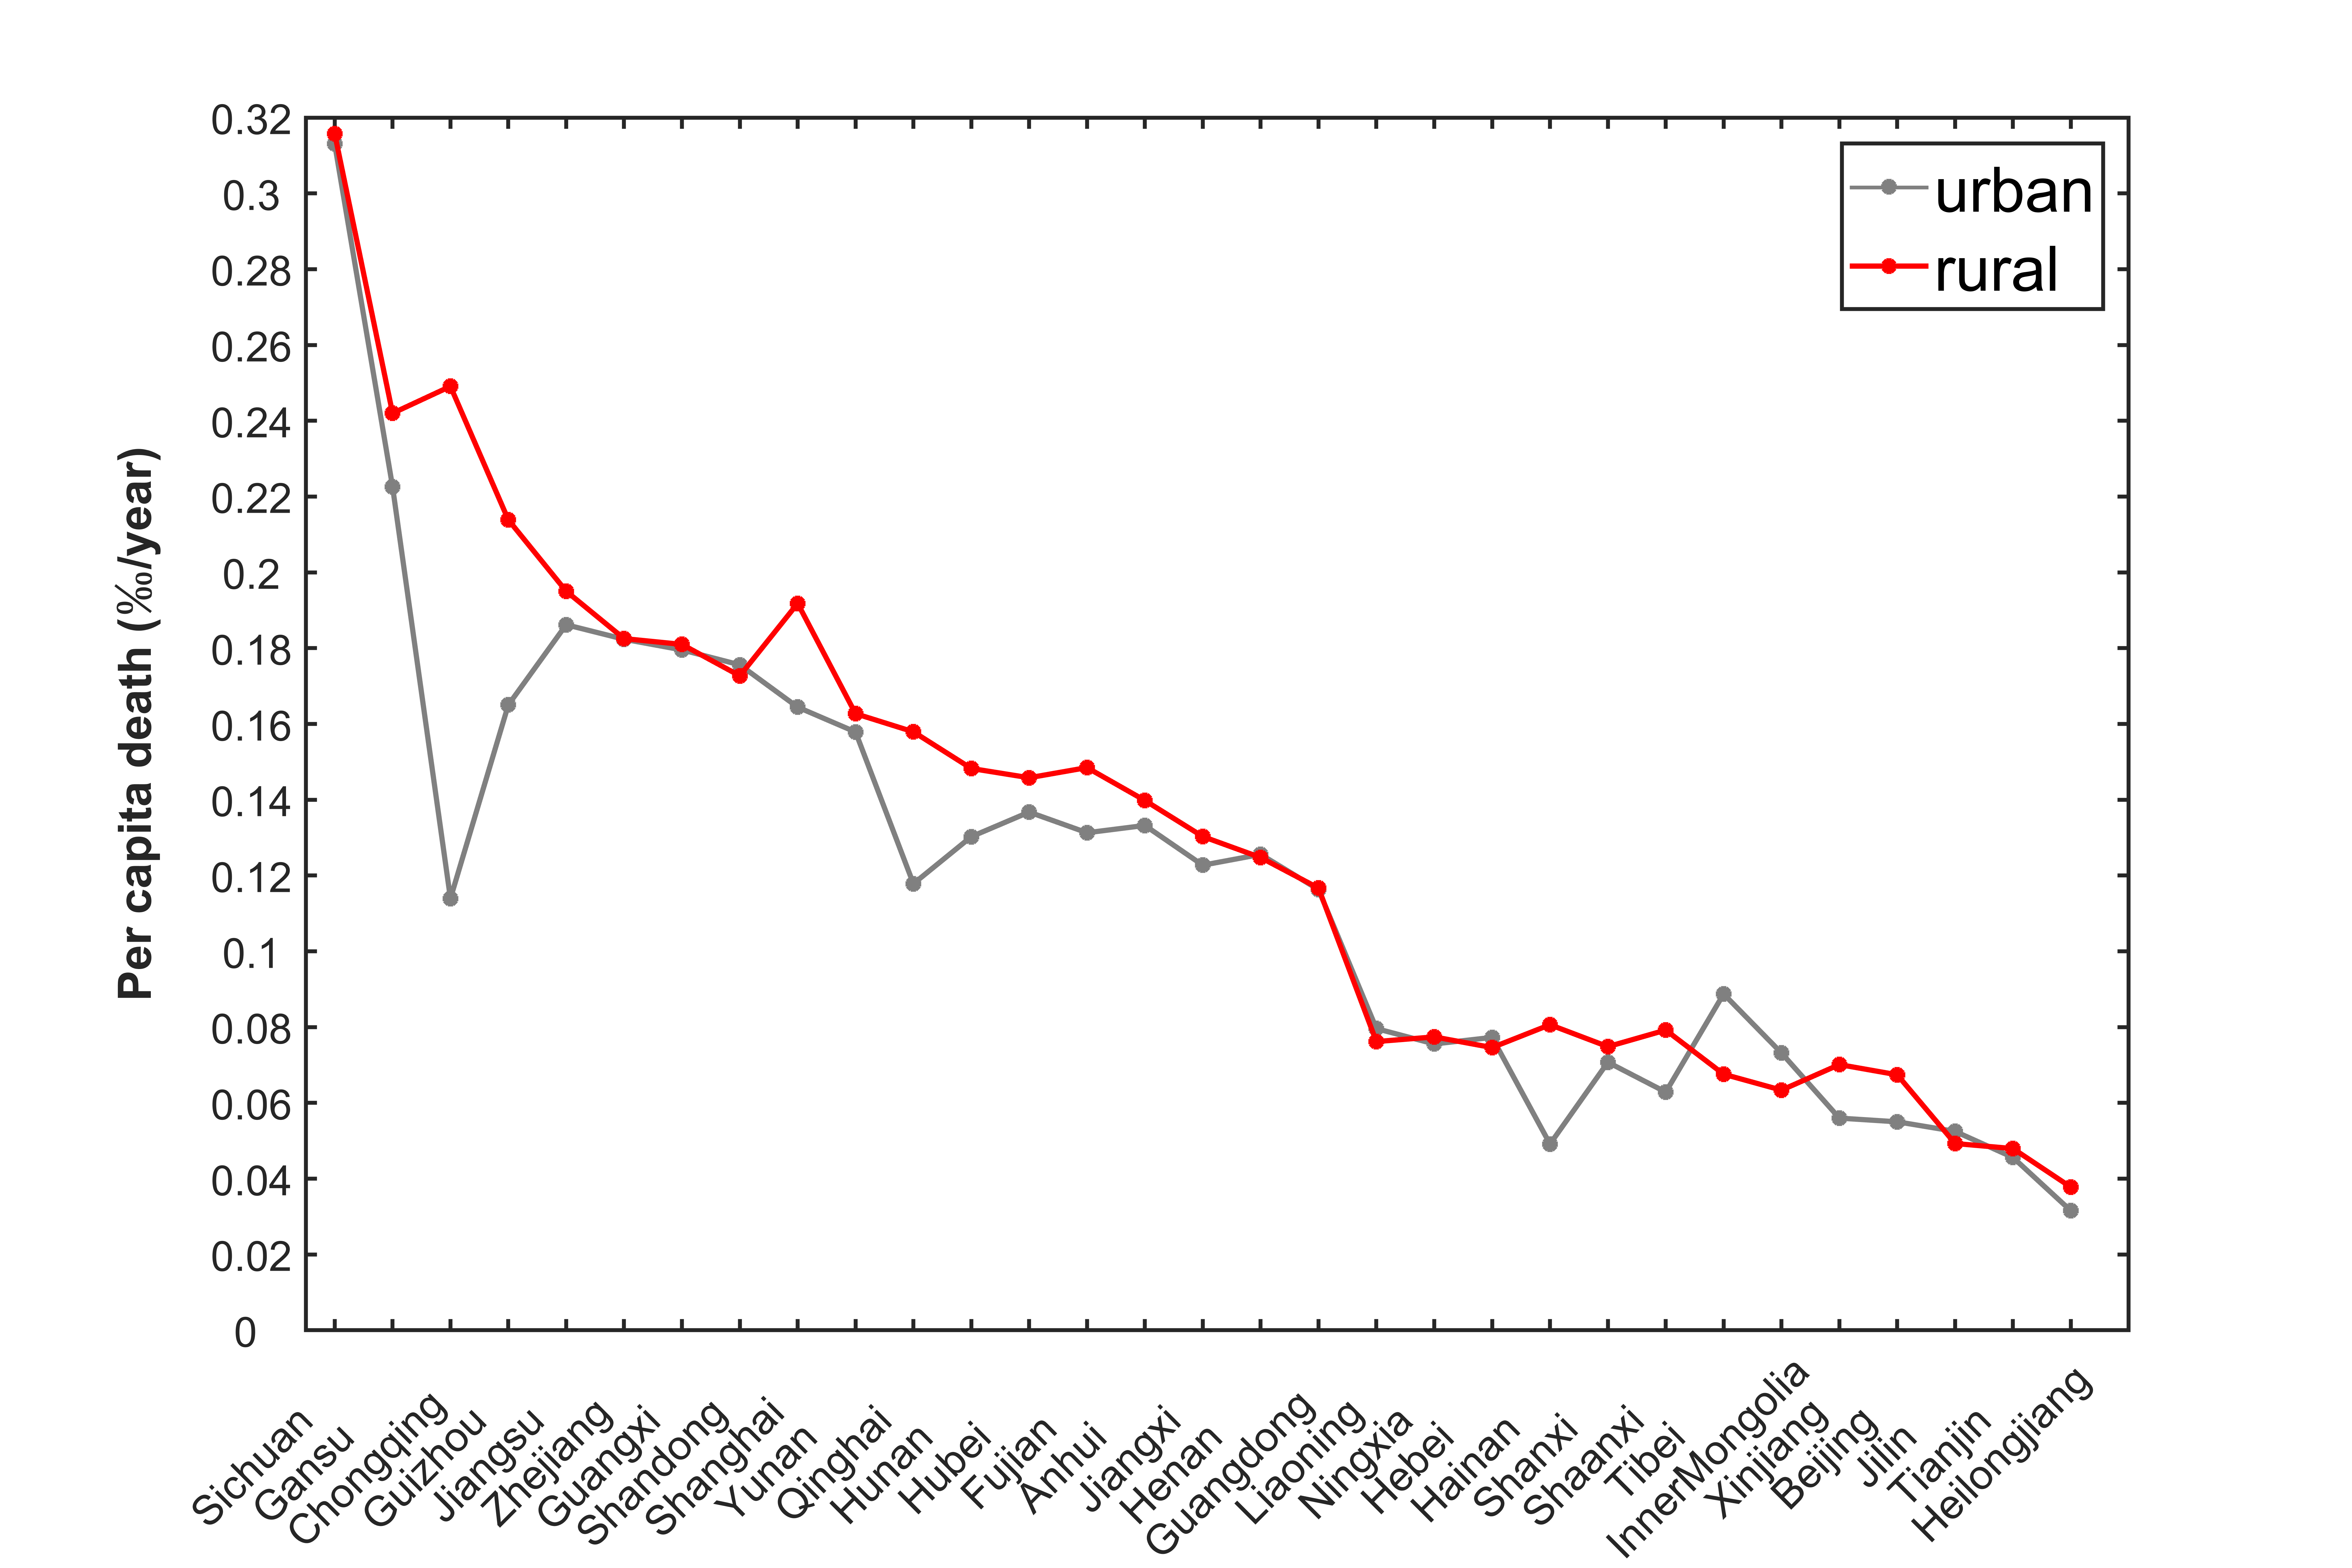 0.32
0.3
0.28
0.26
0.24
0.22
0.2
0.18
0.16
0.14
0.12
0.1
0.08
0.06
0.04
0.02
0
Per capita death (‰/year)
urban
rural
Sichuan
Gansu
Chongqing
Guizhou
Jiangsu
Zhejiang
Guangxi
Shandong
Shanghai
Yunan
Qinghai
Hunan
Hubei
Fujian
Anhui
Jiangxi
Henan
Guangdong
Liaoning
Ningxia
Hebei
Hainan
Shanxi
Shaanxi
Tibei
InnerMongolia
Xinjiang
Beijing
Jilin
Tianjin
Heilongjiang